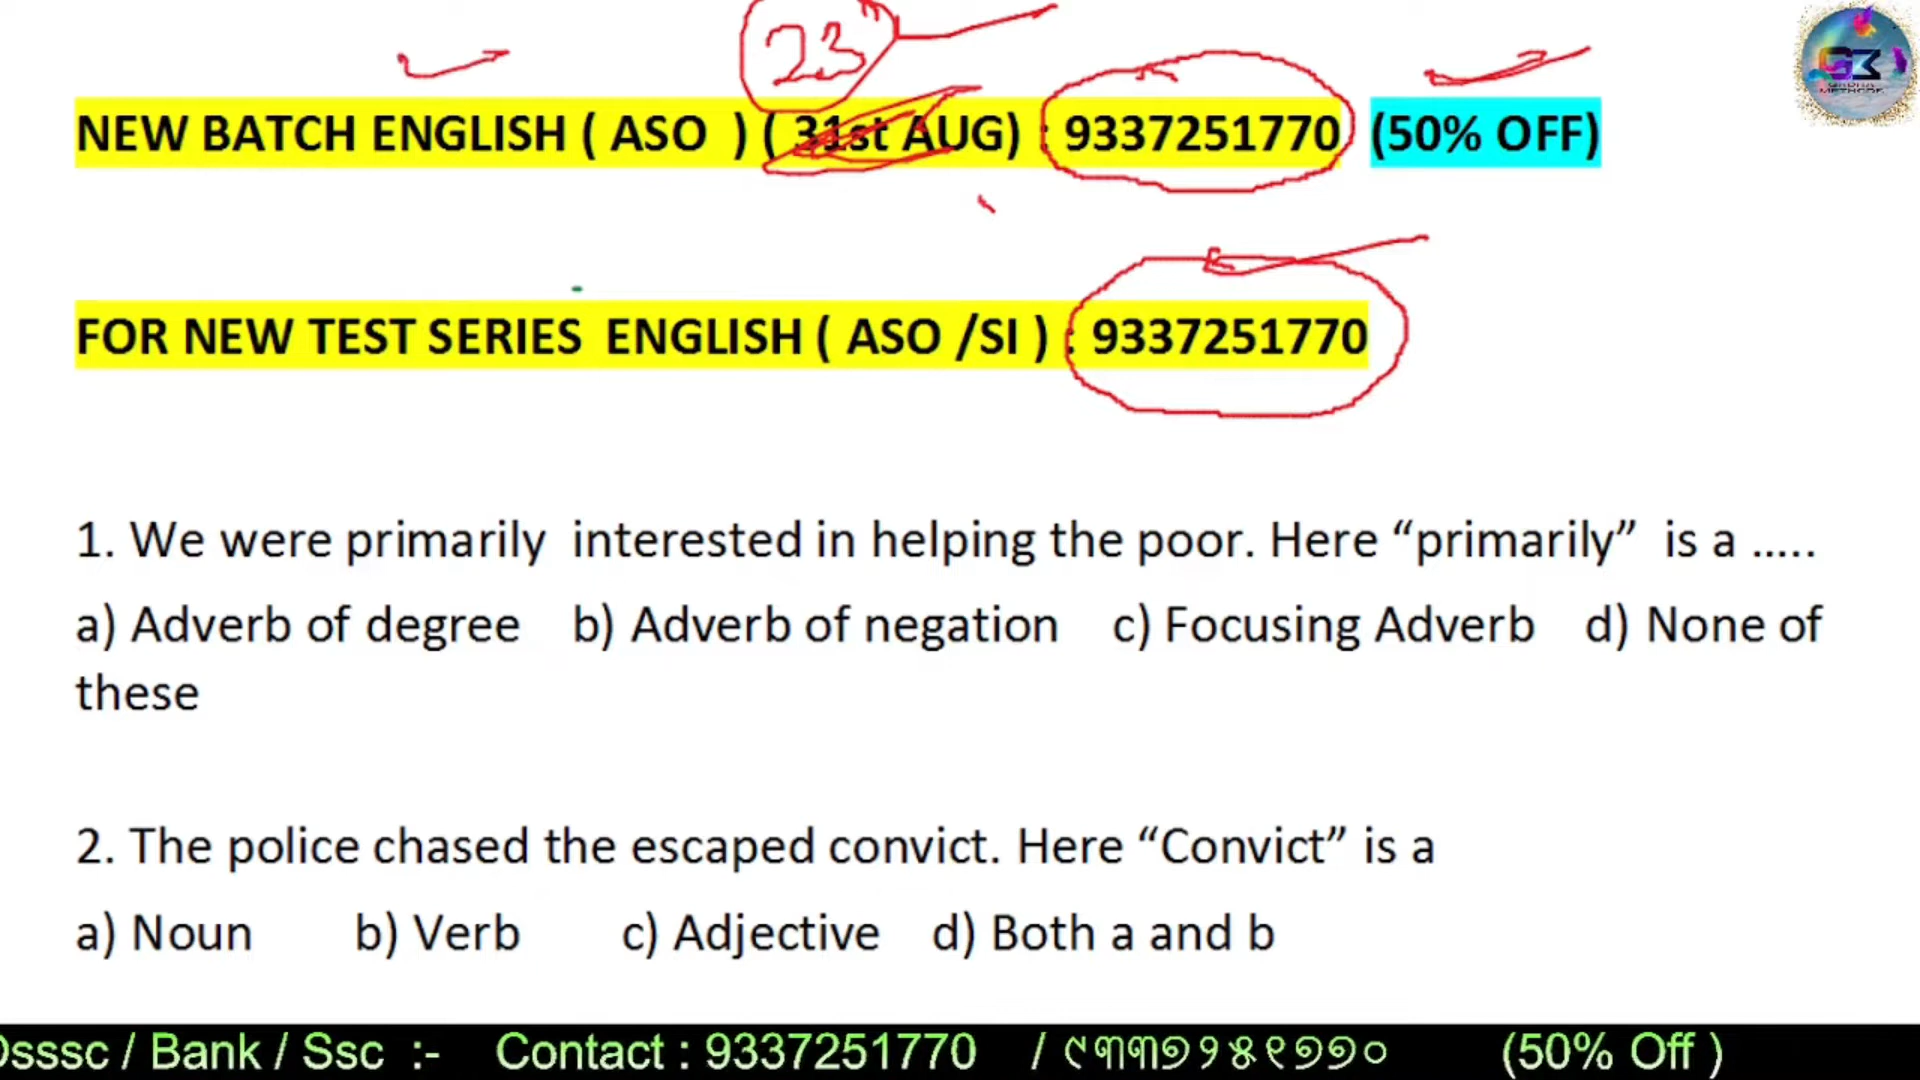 23
NEW BATCH ENGLISH ( ASO ) ( 31st AUG) : 9337251770 (50% OFF)
FOR NEW TEST SERIES ENGLISH ( ASO /SI ) : 9337251770
1. We were primarily interested in helping the poor. Here “primarily” is a .....
a) Adverb of degree b) Adverb of negation c) Focusing Adverb d) None of
these
2. The police chased the escaped convict. Here “Convict” is a
a) Noun b) Verb c) Adjective d) Both a and b
Osssc / Bank / Ssc :- Contact : 9337251770 / ୯୩୩୭୨୫୧୭୭୦ (50% Off )